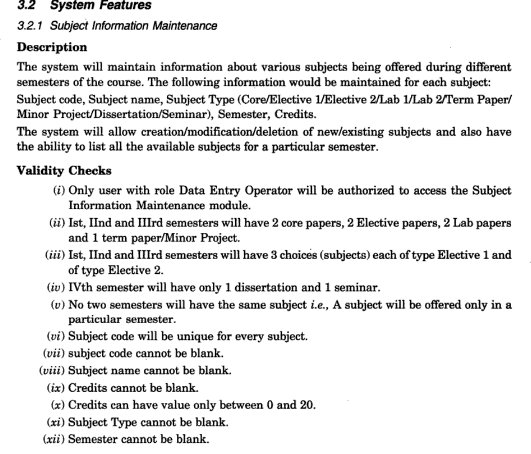 3.2 System Features
3.2.1 Subject Information Maintenance
Description
The system will maintain information about various subjects being offered during different
semesters of the course. The following information would be maintained for each subject:
Subject code, Subject name, Subject Type (Core/Elective 1/Elective 2/Lab 1/Lab 2/Term Paper/
Minor Project/Dissertation/Seminar), Semester, Credits.
The system will allow creation/modification/deletion of new/existing subjects and also have
the ability to list all the available subjects for a particular semester.
Validity Checks
(i) Only user with role Data Entry Operator will be authorized to access the Subject
Information Maintenance module.
(ii) Ist, IInd and IIIrd semesters will have 2 core papers, 2 Elective papers, 2 Lab papers
and 1 term paper/Minor Project.
(iii) Ist, IInd and IIIrd semesters will have 3 choices (subjects) each of type Elective 1 and
of type Elective 2.
(iv) IVth semester will have only 1 dissertation and 1 seminar.
(v) No two semesters will have the same subject i.e., A subject will be offered only in a
particular semester.
(vi) Subject code will be unique for every subject.
(vii) subject code cannot be blank.
(viii) Subject name cannot be blank.
(ix) Credits cannot be blank.
(x) Credits can have value only between 0 and 20.
(xi) Subject Type cannot be blank.
(xii) Semester cannot be blank.